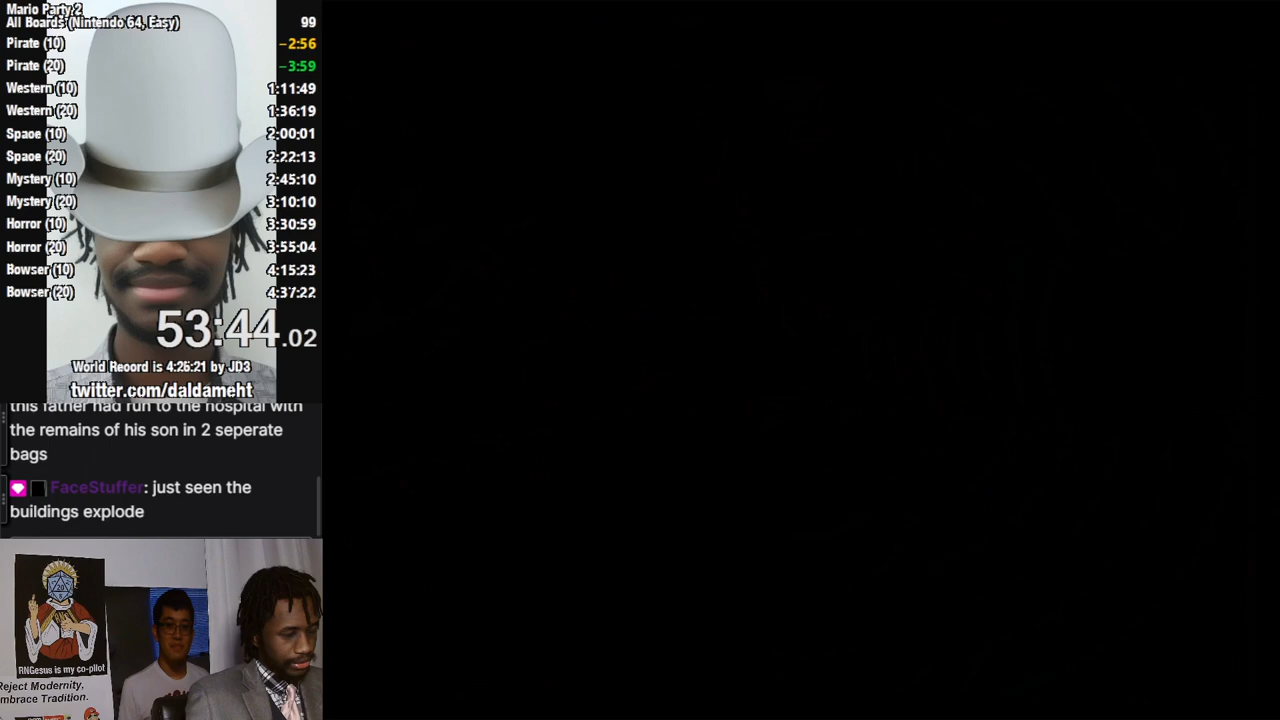 Mario Party 2
All Boards (Nintendo 64, Easy) 99
Pirate (10) −2:56
Pirate (20) −3:59
Western (10) 1:11:49
Western (20) 1:36:19
Space (10) 2:00:01
Space (20) 2:22:13
Mystery (10) 2:45:10
Mystery (20) 3:10:10
Horror (10) 3:30:59
Horror (20) 3:55:04
Bowser (10) 4:15:23
Bowser (20) 4:37:22
53:44.02
World Record is 4:26:21 by JD3
twitter.com/daldameht
this father had run to the hospital with
the remains of his son in 2 seperate
bags
FaceStuffer: just seen the
buildings explode
20
RNGesus is my co-pilot
Reject Modernity,
mbrace Tradition.